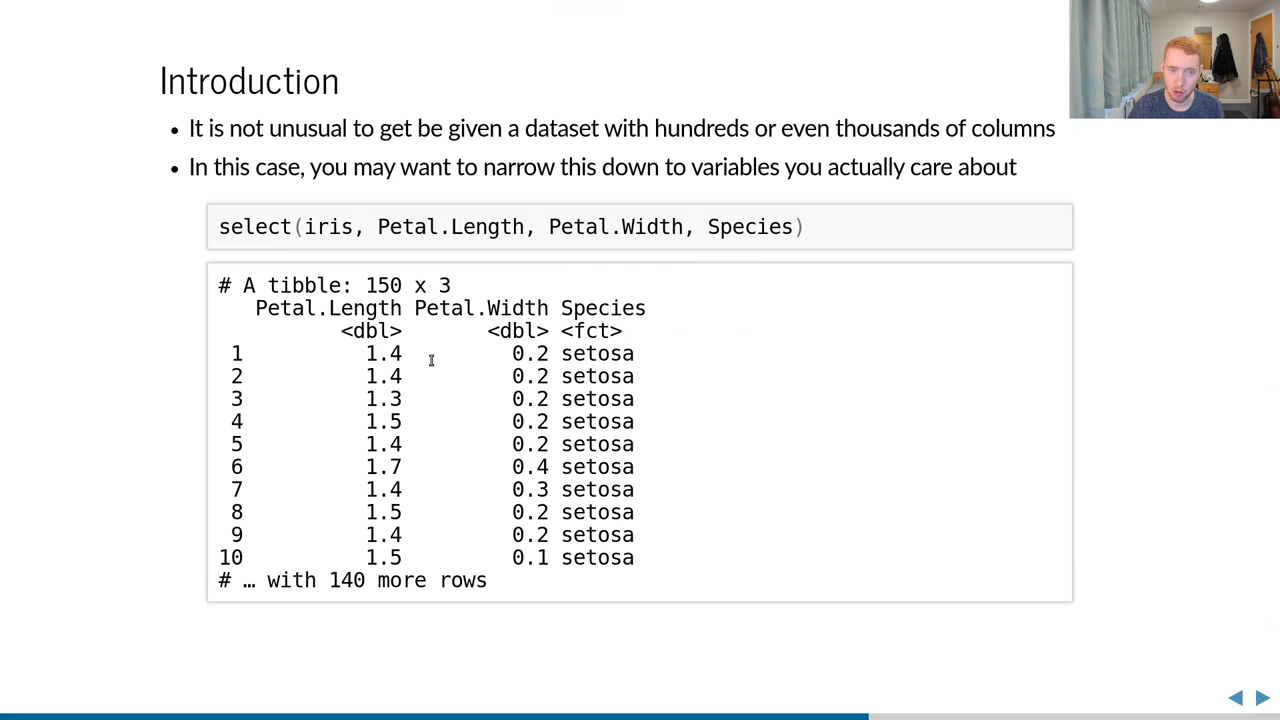 Introduction
• It is not unusual to get be given a dataset with hundreds or even thousands of columns
• In this case, you may want to narrow this down to variables you actually care about
select(iris, Petal.Length, Petal.Width, Species)
# A tibble: 150 x 3
   Petal.Length Petal.Width Species
          <dbl>       <dbl> <fct>
 1          1.4         0.2 setosa
 2          1.4         0.2 setosa
 3          1.3         0.2 setosa
 4          1.5         0.2 setosa
 5          1.4         0.2 setosa
 6          1.7         0.4 setosa
 7          1.4         0.3 setosa
 8          1.5         0.2 setosa
 9          1.4         0.2 setosa
10          1.5         0.1 setosa
# … with 140 more rows